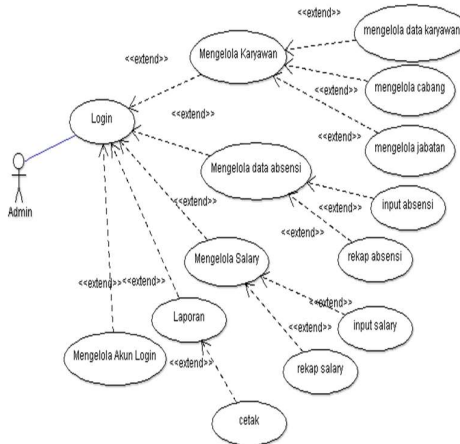 <<extend>>
mengelola data karyawan
<<extend>>
Mengelola Karyawan
<<extend>>
mengelola cabang
<<extend>>
<<extend>>
Login
mengelola jabatan
Mengelola data absensi
<<extend>>
input absensi
<<extend>>
Admin
<<extend>>
<<extend>>
rekap absensi
Mengelola Salary
<<extend>>
<<extend>>
<<extend>>
<<extend>>
Laporan
<<extend>>
input salary
Mengelola Akun Login
<<extend>>
rekap salary
cetak